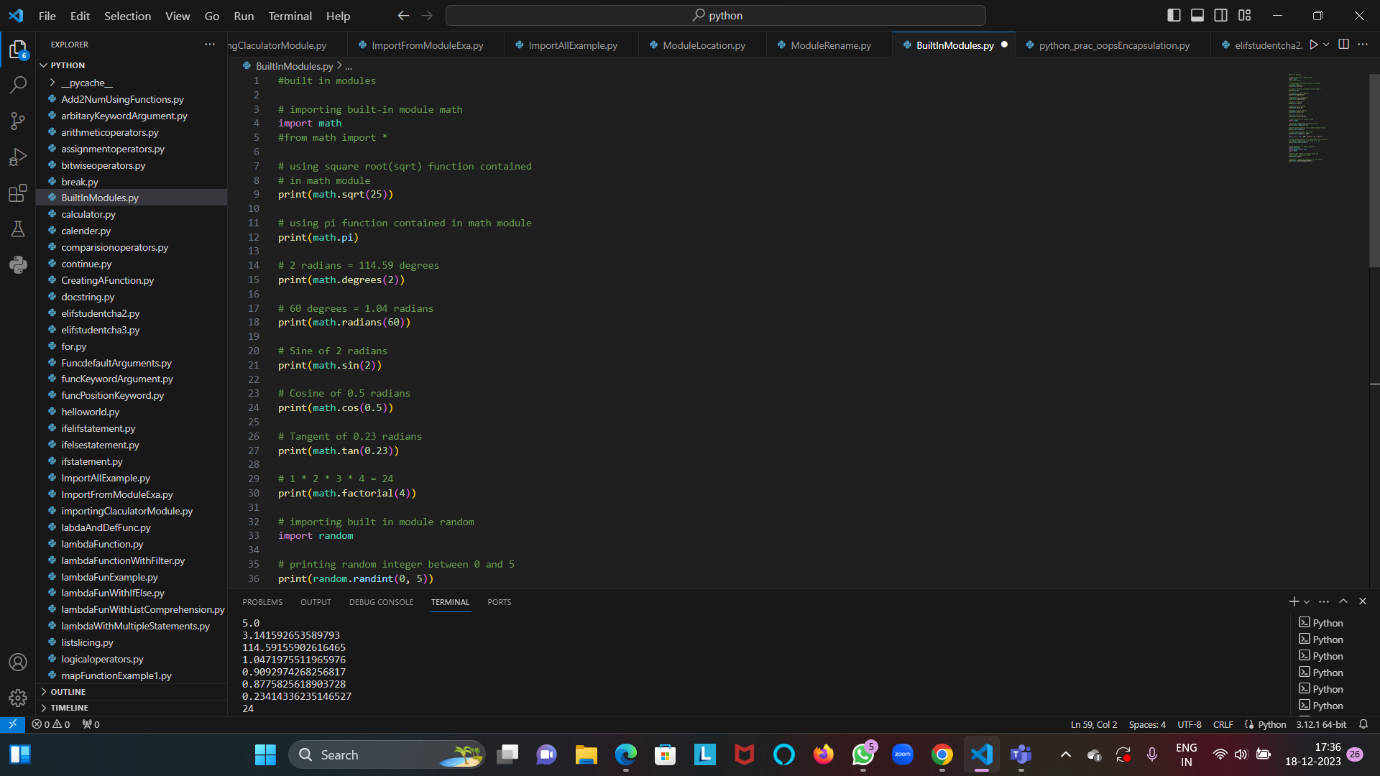 File Edit Selection View Go Run Terminal Help
python
EXPLORER
PYTHON
__pycache__
Add2NumUsingFunctions.py
arbitaryKeywordArgument.py
arithmeticoperators.py
assignmentoperators.py
bitwiseoperators.py
break.py
BuiltInModules.py
calculator.py
calender.py
comparisionoperators.py
continue.py
CreatingAFunction.py
docstring.py
elifstudentcha2.py
elifstudentcha3.py
for.py
FuncdefaultArguments.py
funcKeywordArgument.py
funcPositionKeyword.py
helloworld.py
ifelifstatement.py
ifelsestatement.py
ifstatement.py
ImportAllExample.py
ImportFromModuleExa.py
importingClaculatorModule.py
labdaAndDefFunc.py
lambdaFunction.py
lambdaFunctionWithFilter.py
lambdaFunExample.py
lambdaFunWithIfElse.py
lambdaFunWithListComprehension.py
lambdaWithMultipleStatements.py
listslicing.py
logicaloperators.py
mapFunctionExample1.py
OUTLINE
TIMELINE
ngClaculatorModule.py ImportFromModuleExa.py ImportAllExample.py ModuleLocation.py ModuleRename.py BuiltInModules.py python_prac_oopsEncapsulation.py elifstudentcha2.
BuiltInModules.py > ...
1 #built in modules
2
3 # importing built-in module math
4 import math
5 #from math import *
6
7 # using square root(sqrt) function contained
8 # in math module
9 print(math.sqrt(25))
10
11 # using pi function contained in math module
12 print(math.pi)
13
14 # 2 radians = 114.59 degrees
15 print(math.degrees(2))
16
17 # 60 degrees = 1.04 radians
18 print(math.radians(60))
19
20 # Sine of 2 radians
21 print(math.sin(2))
22
23 # Cosine of 0.5 radians
24 print(math.cos(0.5))
25
26 # Tangent of 0.23 radians
27 print(math.tan(0.23))
28
29 # 1 * 2 * 3 * 4 = 24
30 print(math.factorial(4))
31
32 # importing built in module random
33 import random
34
35 # printing random integer between 0 and 5
36 print(random.randint(0, 5))
PROBLEMS OUTPUT DEBUG CONSOLE TERMINAL PORTS
5.0
3.141592653589793
114.59155902616465
1.0471975511965976
0.9092974268256817
0.8775825618903728
0.23414336235146527
24
Python
Python
Python
Python
Python
Python
0 0 0 Ln 59, Col 2 Spaces: 4 UTF-8 CRLF Python 3.12.1 64-bit
Search
5
zoom
ENG
IN
17:36
18-12-2023
26